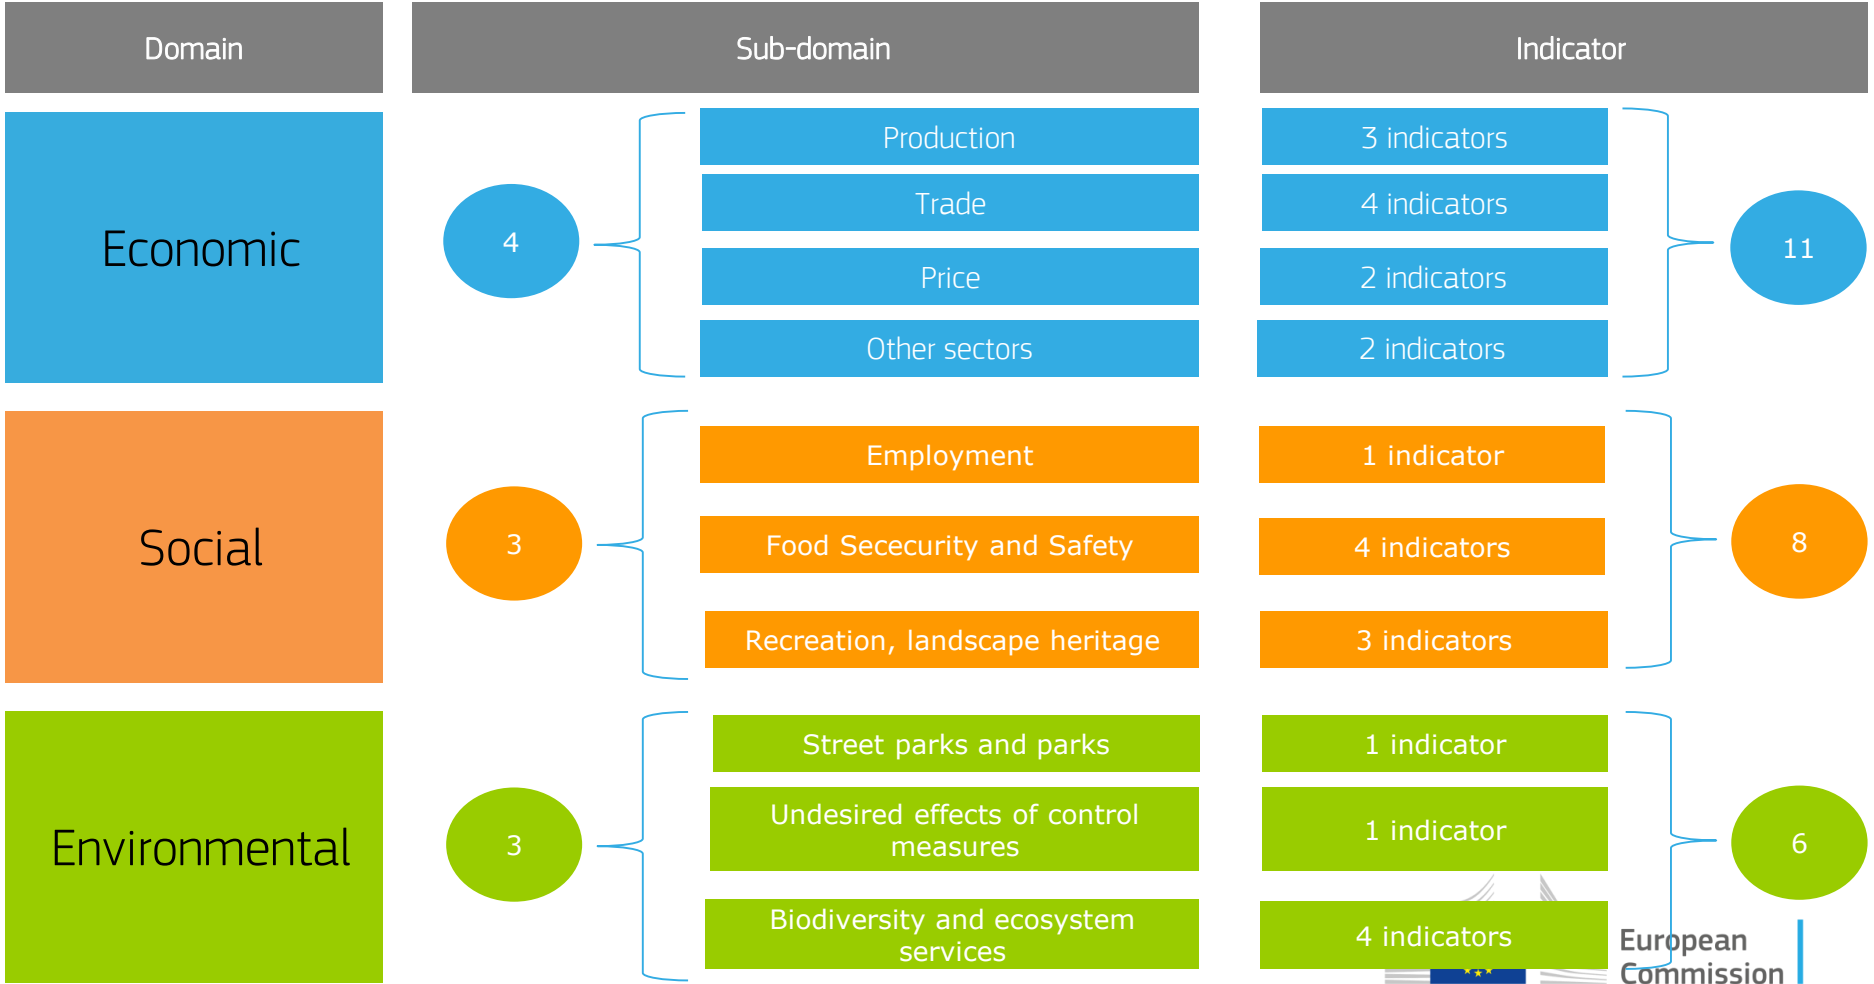 Domain
Sub-domain
Indicator
Economic
4
Production
3 indicators
Trade
4 indicators
Price
2 indicators
Other sectors
2 indicators
11
Social
3
Employment
1 indicator
Food Sececurity and Safety
4 indicators
Recreation, landscape heritage
3 indicators
8
Environmental
3
Street parks and parks
1 indicator
Undesired effects of control
measures
1 indicator
Biodiversity and ecosystem
services
4 indicators
6
European
Commission